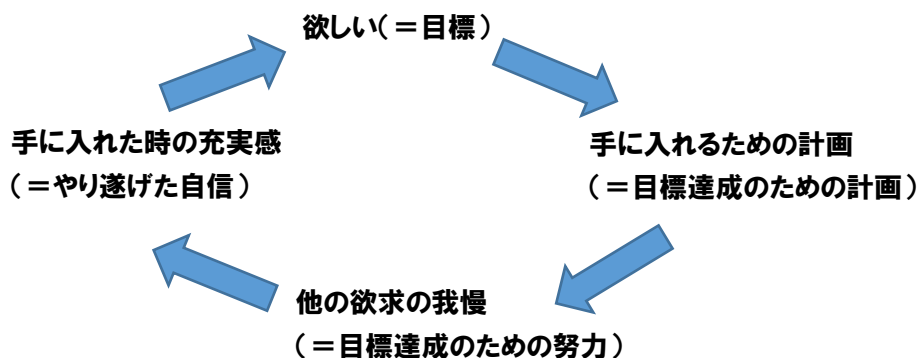 欲しい（＝目標）
手に入れるための計画
（＝目標達成のための計画）
他の欲求の我慢
（＝目標達成のための努力）
手に入れた時の充実感
（＝やり遂げた自信）